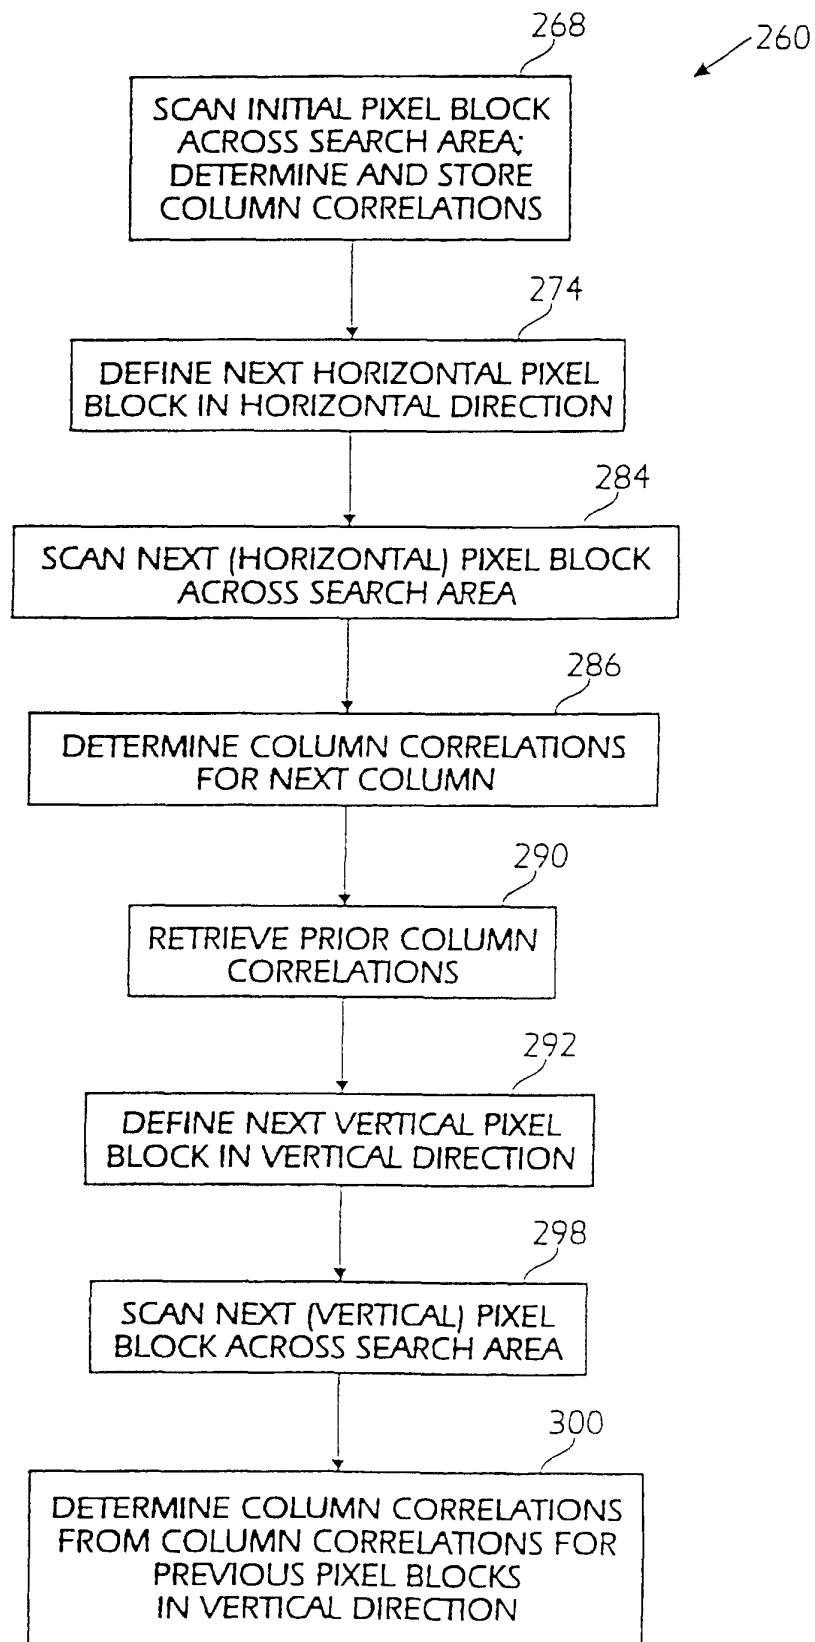 268
260
SCAN INITIAL PIXEL BLOCK
ACROSS SEARCH AREA;
DETERMINE AND STORE
COLUMN CORRELATIONS
274
DEFINE NEXT HORIZONTAL PIXEL
BLOCK IN HORIZONTAL DIRECTION
284
SCAN NEXT (HORIZONTAL) PIXEL BLOCK
ACROSS SEARCH AREA
286
DETERMINE COLUMN CORRELATIONS
FOR NEXT COLUMN
290
RETRIEVE PRIOR COLUMN
CORRELATIONS
292
DEFINE NEXT VERTICAL PIXEL
BLOCK IN VERTICAL DIRECTION
298
SCAN NEXT (VERTICAL) PIXEL
BLOCK ACROSS SEARCH AREA
300
DETERMINE COLUMN CORRELATIONS
FROM COLUMN CORRELATIONS FOR
PREVIOUS PIXEL BLOCKS
IN VERTICAL DIRECTION